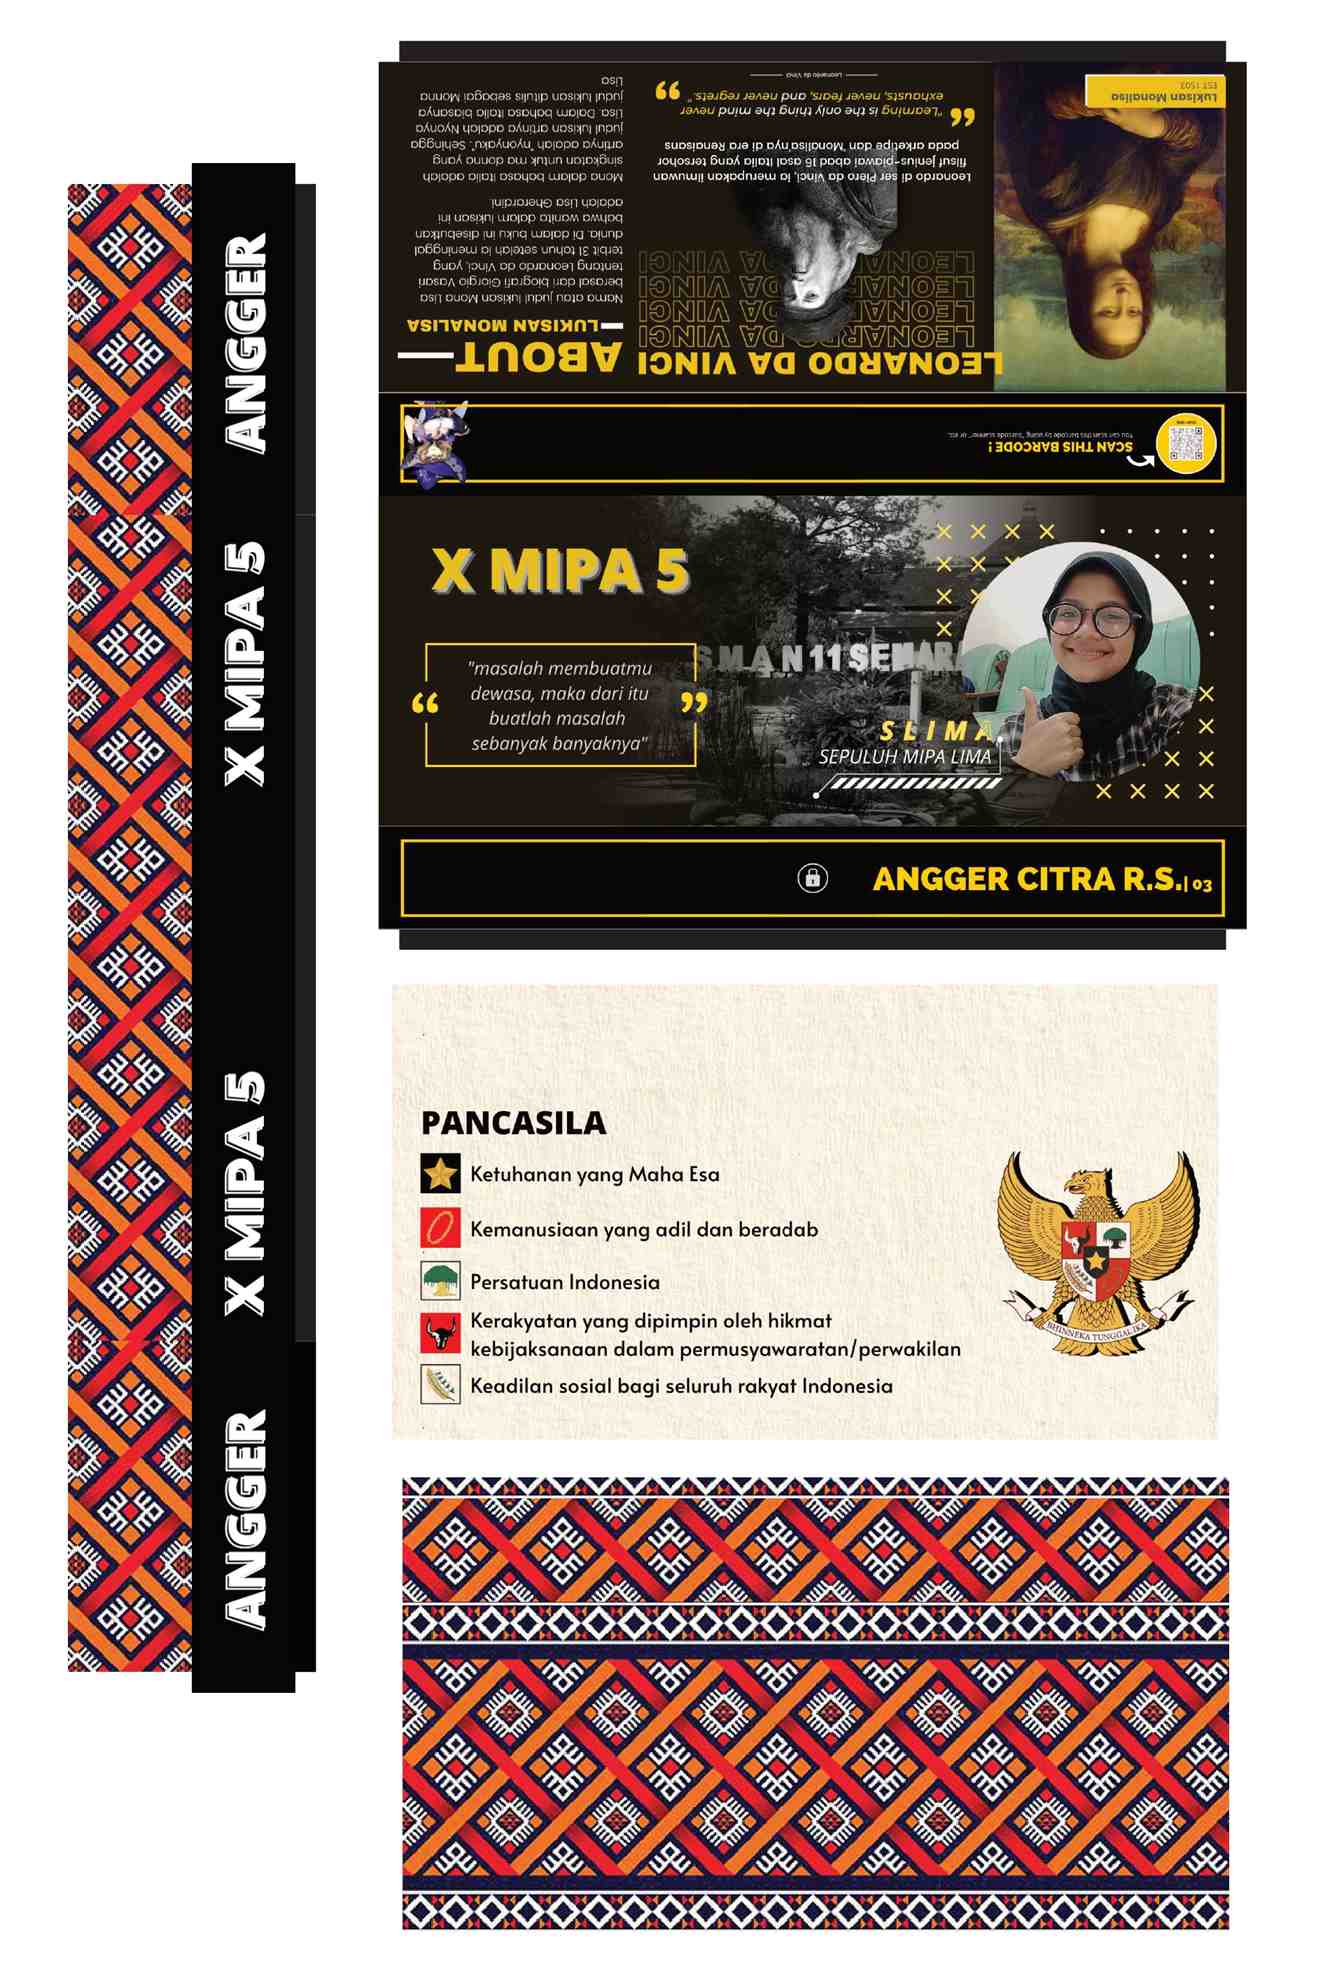 ANGGER
X MIPA 5
X MIPA 5
ANGGER
ABOUT
LUKISAN MONALISA
Nama atau judul lukisan Mona Lisa
berasal dari biografi Giorgio Vasari
tentang Leonardo da Vinci, yang
terbit 31 tahun setelah ia meninggal
dunia. Di dalam buku ini disebutkan
bahwa wanita dalam lukisan ini
adalah Lisa Gherardini.
Mona dalam bahasa Italia adalah
singkatan untuk ma donna yang
artinya adalah "nyonyaku". Sehingga
judul lukisan artinya adalah Nyonya
Lisa. Dalam bahasa Italia biasanya
judul lukisan ditulis sebagai Monna
Lisa
LEONARDO DA VINCI
LEONARDO DA VINCI
LEONARDO DA VINCI
LEONARDO DA VINCI
LEONARDO DA VINCI
Leonardo di ser Piero da Vinci, ia merupakan ilmuwan
filsuf jenius-piawai abad 16 asal Italia yang tersohor
pada arketipe dan 'Monalisa'nya di era Renaisans
"Learning is the only thing the mind never
exhausts, never fears, and never regrets."
Leonardo da Vinci
Lukisan Monalisa
EST 1503
SCAN THIS BARCODE !
You can scan this barcode by using "barcode scanner" or etc.
X MIPA 5
"masalah membuatmu
dewasa, maka dari itu
buatlah masalah
sebanyak banyaknya"
SMAN 11 SEMARA
SLIMA
SEPULUH MIPA LIMA
ANGGER CITRA R.S.| 03
PANCASILA
Ketuhanan yang Maha Esa
Kemanusiaan yang adil dan beradab
Persatuan Indonesia
Kerakyatan yang dipimpin oleh hikmat
kebijaksanaan dalam permusyawaratan/perwakilan
Keadilan sosial bagi seluruh rakyat Indonesia
BHINNEKA TUNGGAL IKA